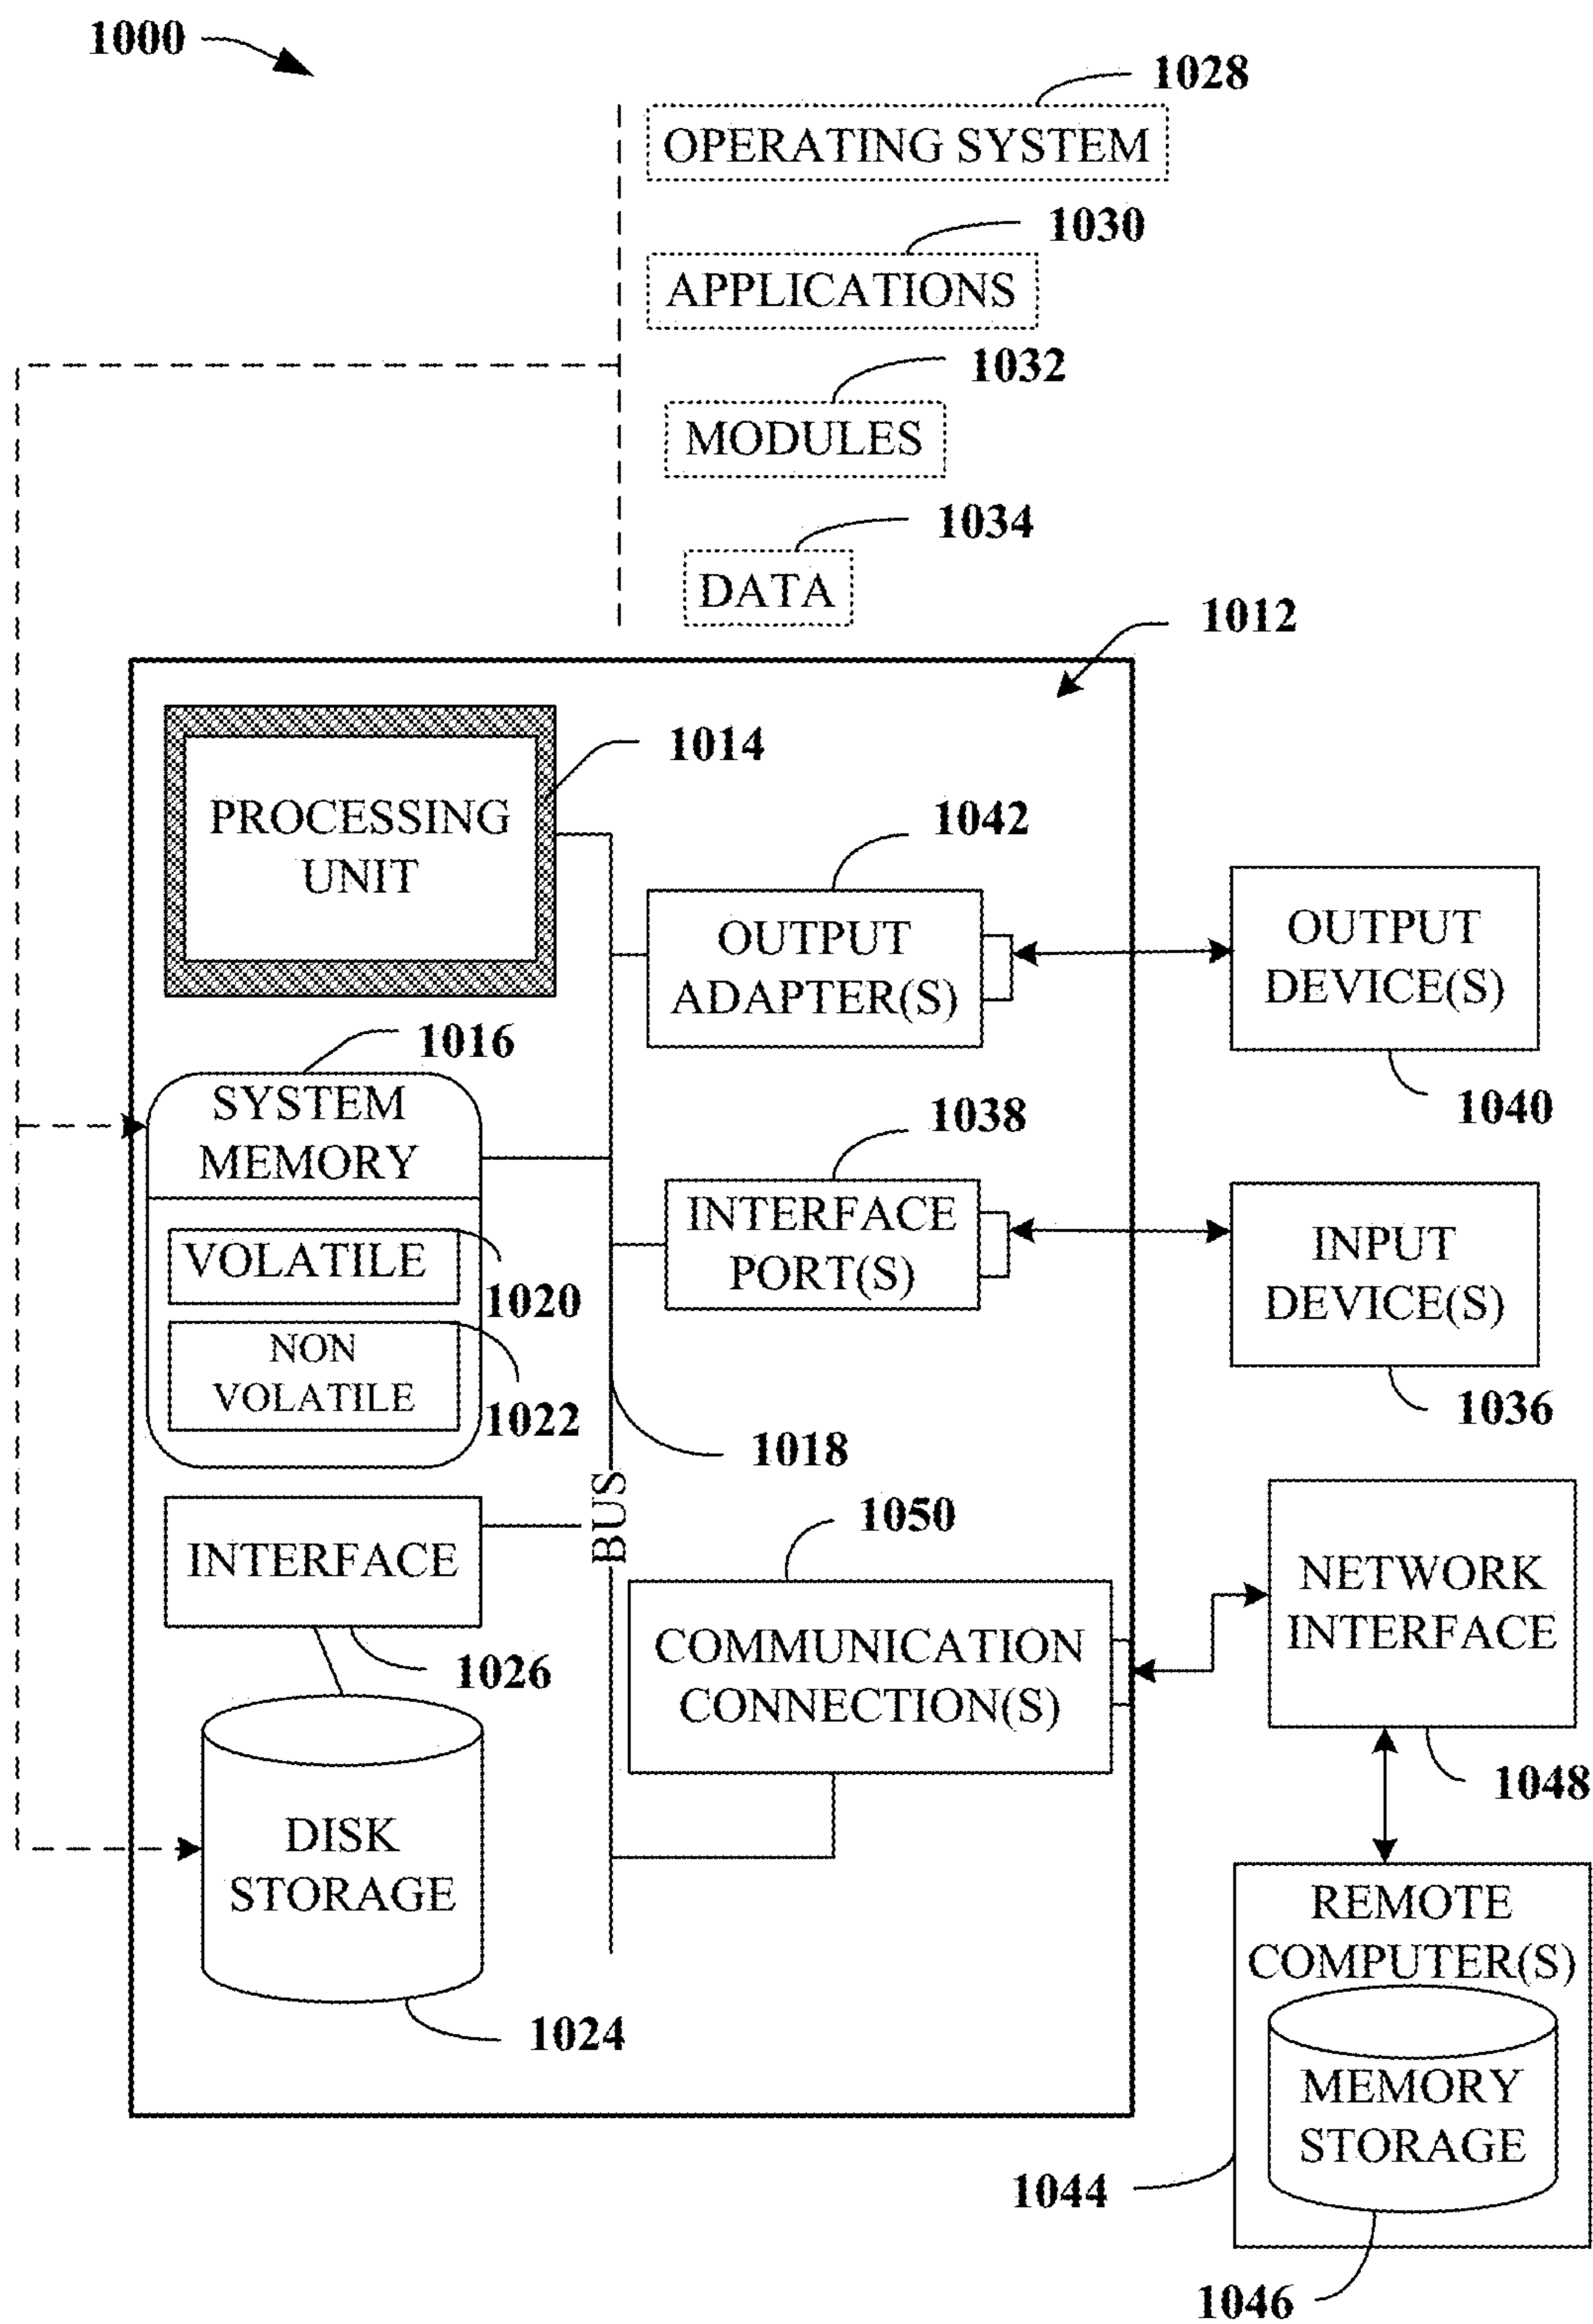 1000
1028
OPERATING SYSTEM
1030
APPLICATIONS
1032
MODULES
1034
DATA
1012
1014
PROCESSING
UNIT
1042
OUTPUT
ADAPTER(S)
OUTPUT
DEVICE(S)
1040
1016
SYSTEM
MEMORY
VOLATILE
1020
NON
VOLATILE
1022
1038
INTERFACE
PORT(S)
INPUT
DEVICE(S)
1036
1018
BUS
INTERFACE
1026
1050
COMMUNICATION
CONNECTION(S)
NETWORK
INTERFACE
1048
DISK
STORAGE
1024
REMOTE
COMPUTER(S)
MEMORY
STORAGE
1044
1046